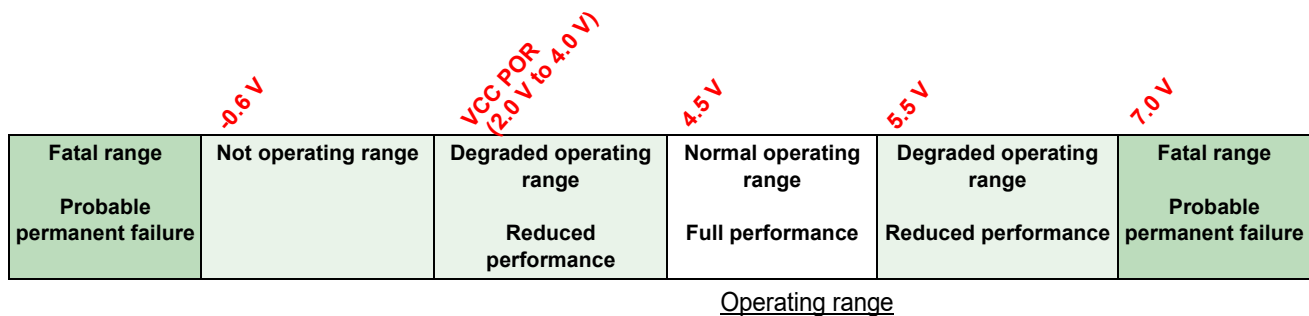 -0.6 V
VCC POR
(2.0 V to 4.0 V)
4.5 V
5.5 V
7.0 V
Fatal range
Probable
permanent failure
Not operating range
Degraded operating
range
Reduced
performance
Normal operating
range
Full performance
Degraded operating
range
Reduced performance
Fatal range
Probable
permanent failure
Operating range